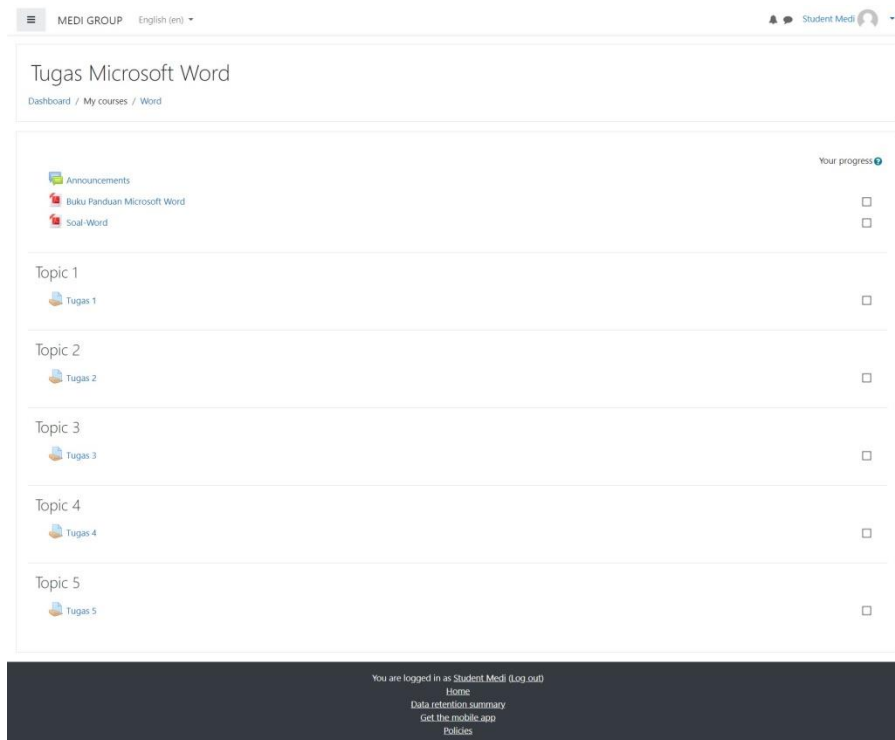 MEDI GROUP English (en)
Student Medi
Tugas Microsoft Word
Dashboard / My courses / Word
Your progress
Announcements
Buku Panduan Microsoft Word
Soal-Word
Topic 1
Tugas 1
Topic 2
Tugas 2
Topic 3
Tugas 3
Topic 4
Tugas 4
Topic 5
Tugas 5
You are logged in as Student Medi (Log out)
Home
Data retention summary
Get the mobile app
Policies